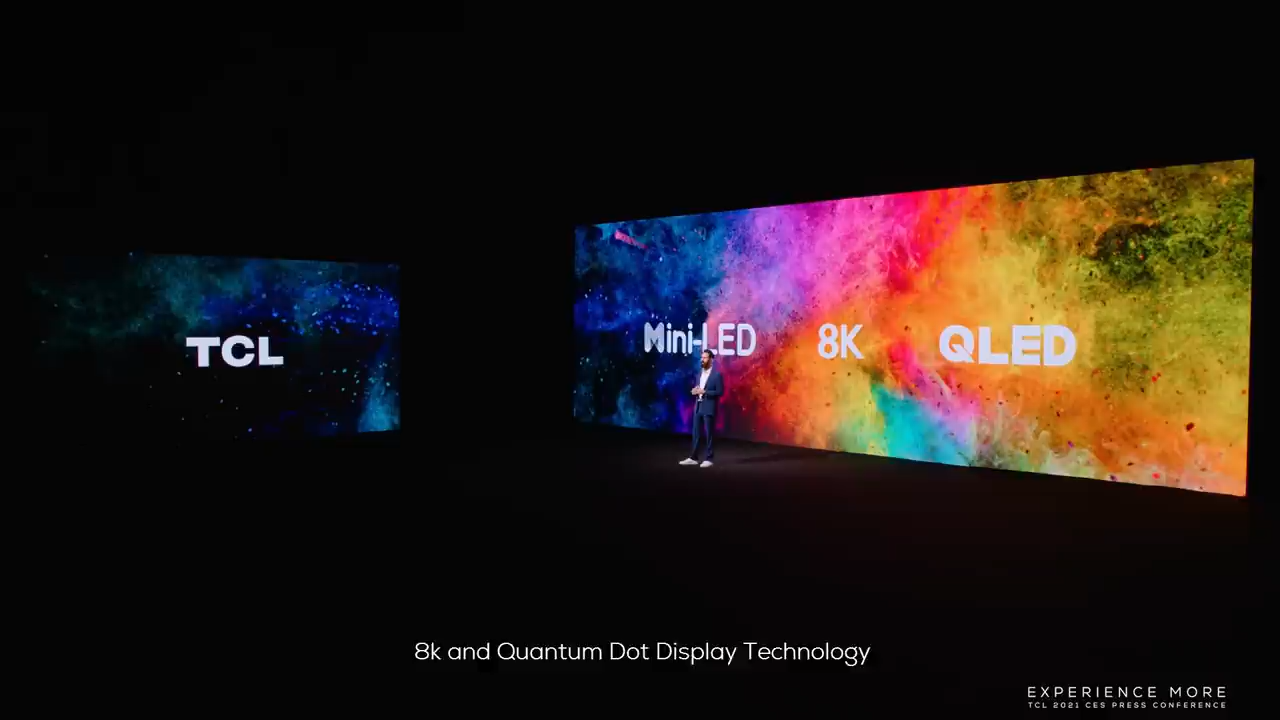 TCL
Mini-LED 8K QLED
8k and Quantum Dot Display Technology
EXPERIENCE MORE
TCL 2021 CES PRESS CONFERENCE